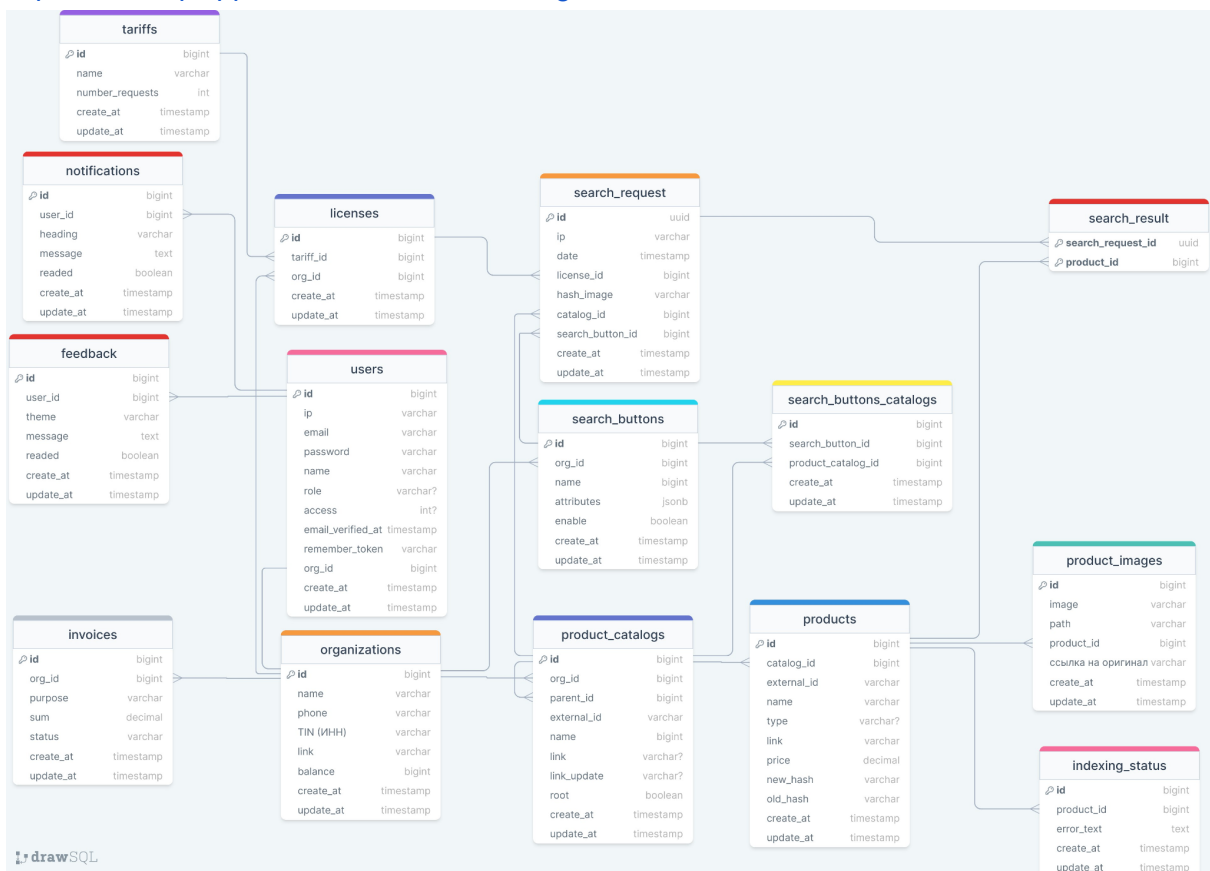 tariffs
id bigint
name varchar
number_requests int
create_at timestamp
update_at timestamp
notifications
id bigint
user_id bigint
heading varchar
message text
readed boolean
create_at timestamp
update_at timestamp
feedback
id bigint
user_id bigint
theme varchar
message text
readed boolean
create_at timestamp
update_at timestamp
invoices
id bigint
org_id bigint
purpose varchar
sum decimal
status varchar
create_at timestamp
update_at timestamp
licenses
id bigint
tariff_id bigint
org_id bigint
create_at timestamp
update_at timestamp
users
id bigint
ip varchar
email varchar
password varchar
name varchar
role varchar?
access int?
email_verified_at timestamp
remember_token varchar
org_id bigint
create_at timestamp
update_at timestamp
organizations
id bigint
name varchar
phone varchar
TIN (ИНН) varchar
link varchar
balance bigint
create_at timestamp
update_at timestamp
search_request
id uuid
ip varchar
date timestamp
license_id bigint
hash_image varchar
catalog_id bigint
search_button_id bigint
create_at timestamp
update_at timestamp
search_buttons
id bigint
org_id bigint
name bigint
attributes jsonb
enable boolean
create_at timestamp
update_at timestamp
product_catalogs
id bigint
org_id bigint
parent_id bigint
external_id varchar
name bigint
link varchar?
link_update varchar?
root boolean
create_at timestamp
update_at timestamp
search_buttons_catalogs
id bigint
search_button_id bigint
product_catalog_id bigint
create_at timestamp
update_at timestamp
products
id bigint
catalog_id bigint
external_id varchar
name varchar
type varchar?
link varchar
price decimal
new_hash varchar
old_hash varchar
create_at timestamp
update_at timestamp
search_result
search_request_id uuid
product_id bigint
product_images
id bigint
image varchar
path varchar
product_id bigint
ссылка на оригинал varchar
create_at timestamp
update_at timestamp
indexing_status
id bigint
product_id bigint
error_text text
create_at timestamp
update_at timestamp
drawSQL